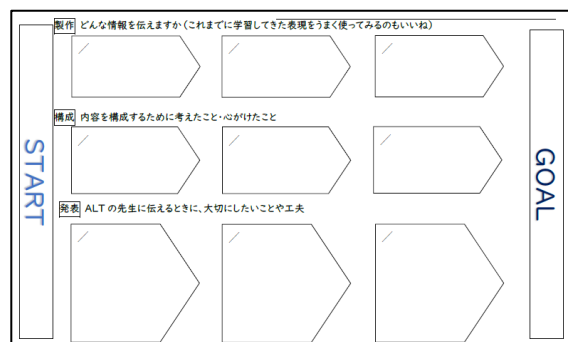 製作 どんな情報を伝えますか(これまでに学習してきた表現をうまく使ってみるのもいいね)
START
構成 内容を構成するために考えたこと・心がけたこと
GOAL
発表 ALTの先生に伝えるときに、大切にしたいことや工夫